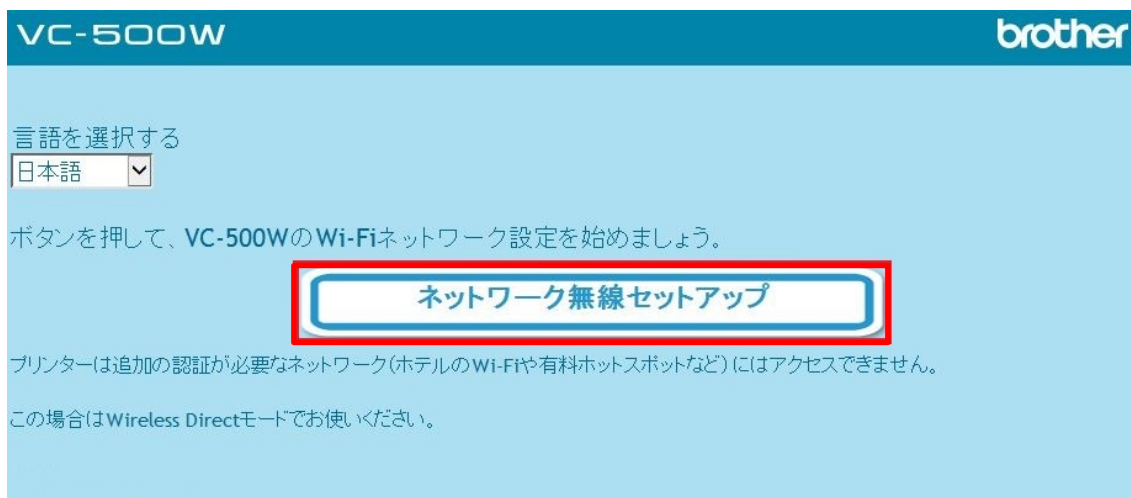 VC-500W
brother
言語を選択する
日本語
ボタンを押して、VC-500WのWi-Fiネットワーク設定を始めましょう。
ネットワーク無線セットアップ
プリンターは追加の認証が必要なネットワーク(ホテルのWi-Fiや有料ホットスポットなど)にはアクセスできません。
この場合はWireless Directモードでお使いください。